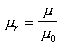 μᵣ = μ / μ₀